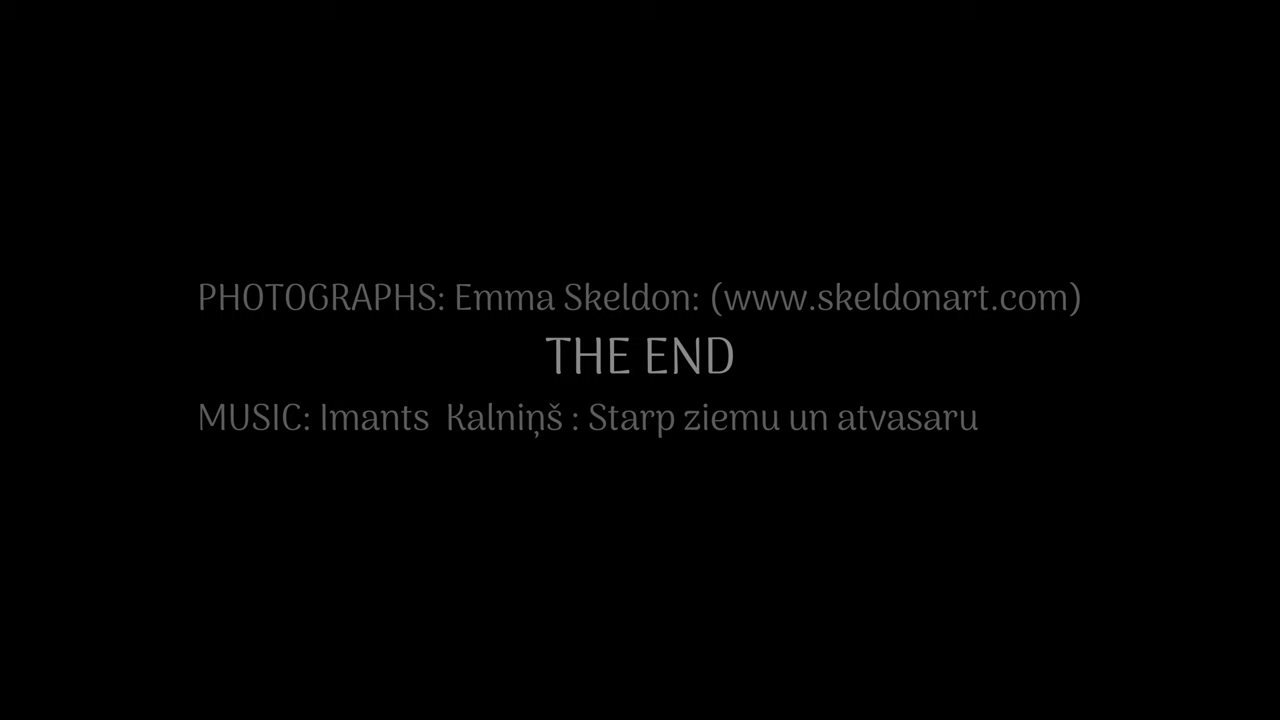 PHOTOGRAPHS: Emma Skeldon: (www.skeldonart.com)
THE END
MUSIC: Imants Kalniņš : Starp ziemu un atvasaru